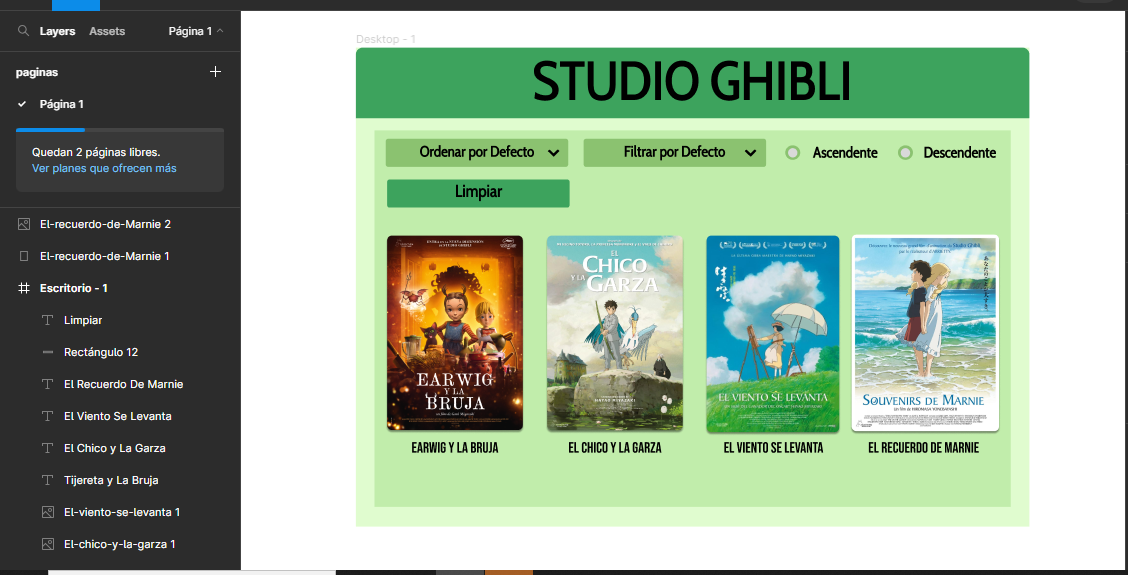 Layers
Assets
Página 1
paginas
Página 1
Quedan 2 páginas libres.
Ver planes que ofrecen más
El-recuerdo-de-Marnie 2
El-recuerdo-de-Marnie 1
Escritorio - 1
Limpiar
Rectángulo 12
El Recuerdo De Marnie
El Viento Se Levanta
El Chico y La Garza
Tijereta y La Bruja
El-viento-se-levanta 1
El-chico-y-la-garza 1
Desktop - 1
STUDIO GHIBLI
Ordenar por Defecto
Filtrar por Defecto
Ascendente
Descendente
Limpiar
EARWIG
Y LA
BRUJA
EL
CHICO
Y LA
GARZA
HAYAO MIYAZAKI
EL VIENTO SE LEVANTA
SOUVENIRS DE MARNIE
EARWIG Y LA BRUJA
EL CHICO Y LA GARZA
EL VIENTO SE LEVANTA
EL RECUERDO DE MARNIE